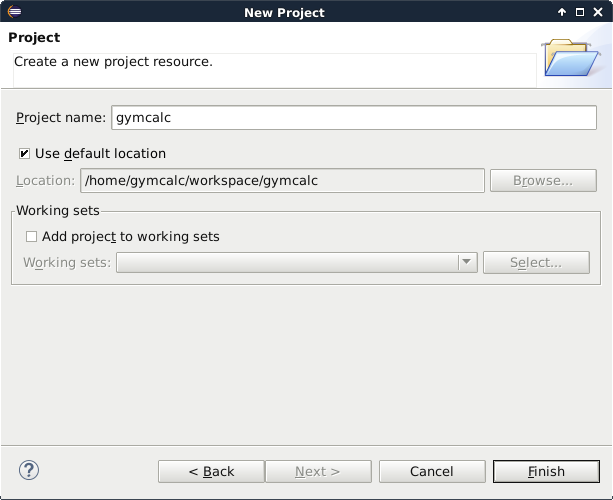 New Project
Project
Create a new project resource.
Project name: gymcalc
Use default location
Location: /home/gymcalc/workspace/gymcalc Browse...
Working sets
Add project to working sets
Working sets: Select...
? < Back Next > Cancel Finish